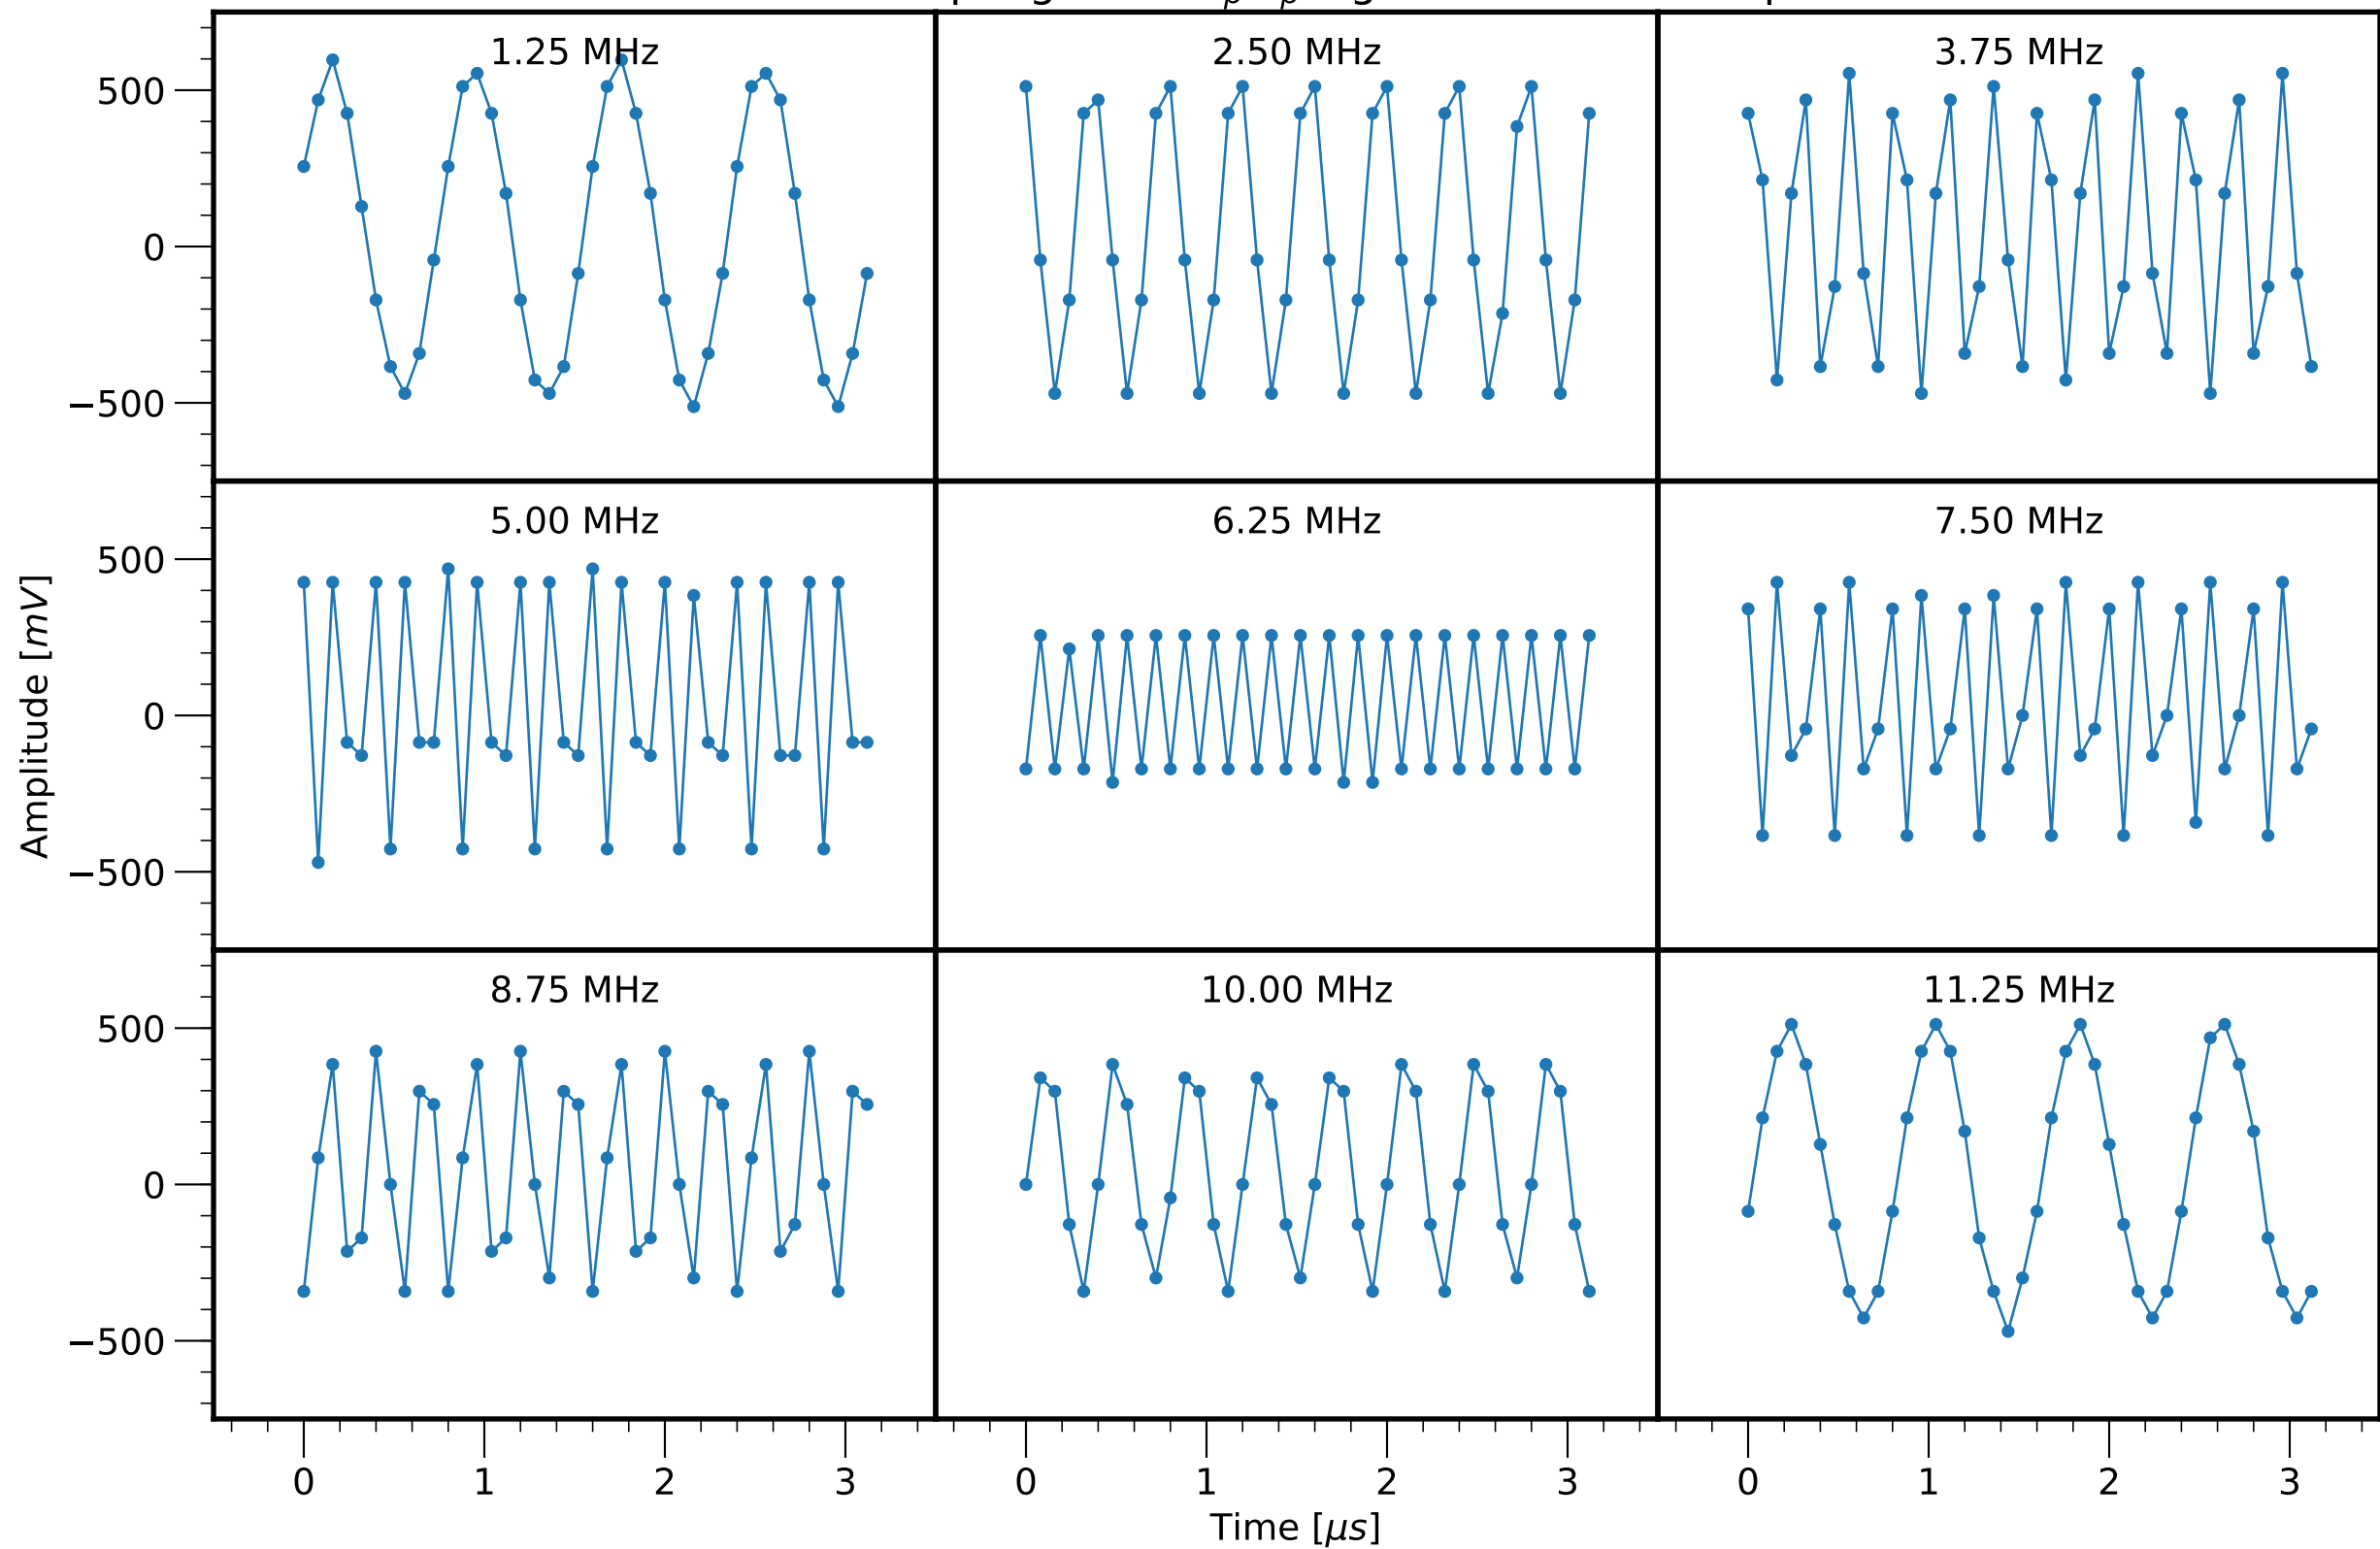 1.25 MHz 2.50 MHz 3.75 MHz
500
0
−500
5.00 MHz 6.25 MHz 7.50 MHz
500
0
−500
Amplitude [mV]
8.75 MHz 10.00 MHz 11.25 MHz
500
0
−500
0 1 2 3 0 1 2 3 0 1 2 3
Time [μs]